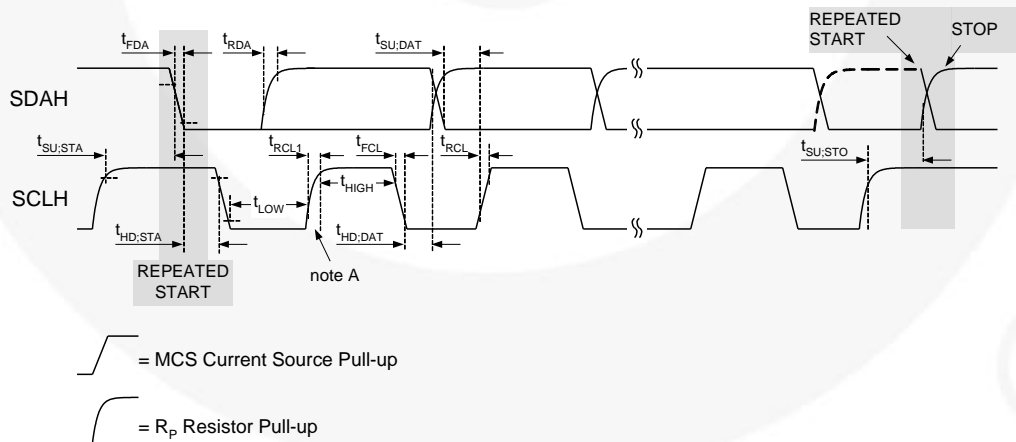 REPEATED
START
STOP
tFDA
tRDA
tSU;DAT
SDAH
tSU;STA
tRCL1
tFCL
tRCL
tSU;STO
tHIGH
SCLH
tLOW
tHD;STA
tHD;DAT
REPEATED
START
note A
= MCS Current Source Pull-up
= RP Resistor Pull-up